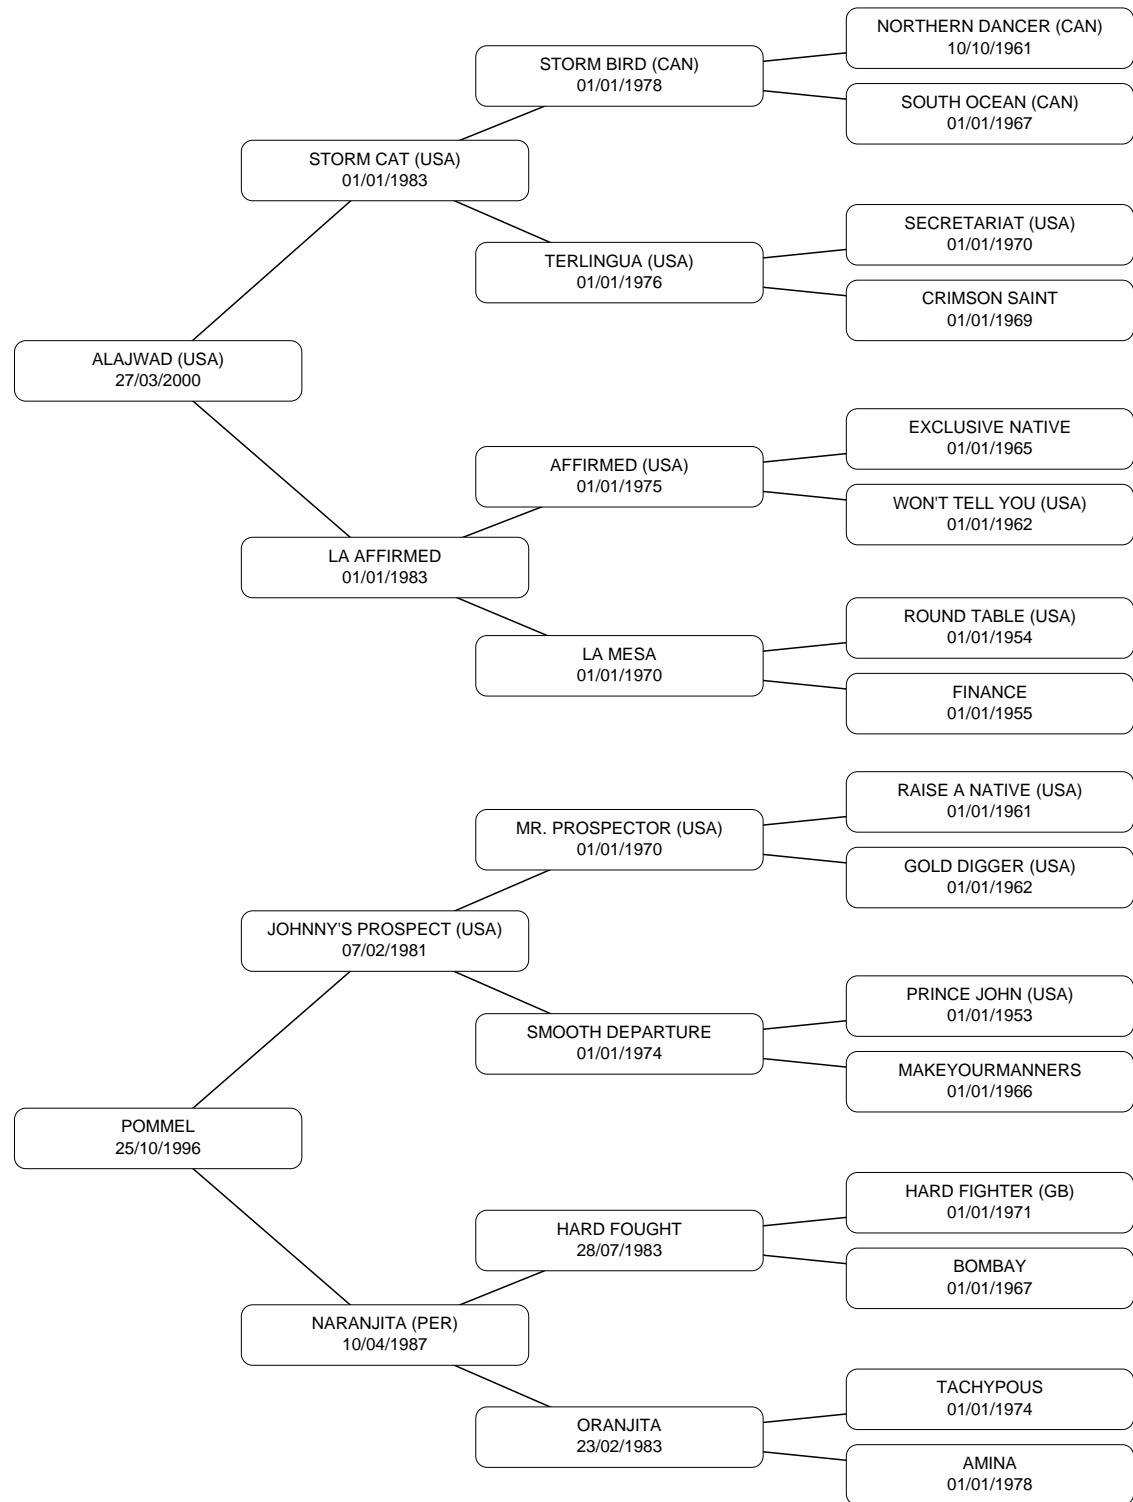 NORTHERN DANCER (CAN)
10/10/1961
STORM BIRD (CAN)
01/01/1978
SOUTH OCEAN (CAN)
01/01/1967
STORM CAT (USA)
01/01/1983
SECRETARIAT (USA)
01/01/1970
TERLINGUA (USA)
01/01/1976
CRIMSON SAINT
01/01/1969
ALAJWAD (USA)
27/03/2000
EXCLUSIVE NATIVE
01/01/1965
AFFIRMED (USA)
01/01/1975
WON'T TELL YOU (USA)
01/01/1962
LA AFFIRMED
01/01/1983
ROUND TABLE (USA)
01/01/1954
LA MESA
01/01/1970
FINANCE
01/01/1955
RAISE A NATIVE (USA)
01/01/1961
MR. PROSPECTOR (USA)
01/01/1970
GOLD DIGGER (USA)
01/01/1962
JOHNNY'S PROSPECT (USA)
07/02/1981
PRINCE JOHN (USA)
01/01/1953
SMOOTH DEPARTURE
01/01/1974
MAKEYOURMANNERS
01/01/1966
POMMEL
25/10/1996
HARD FIGHTER (GB)
01/01/1971
HARD FOUGHT
28/07/1983
BOMBAY
01/01/1967
NARANJITA (PER)
10/04/1987
TACHYPOUS
01/01/1974
ORANJITA
23/02/1983
AMINA
01/01/1978